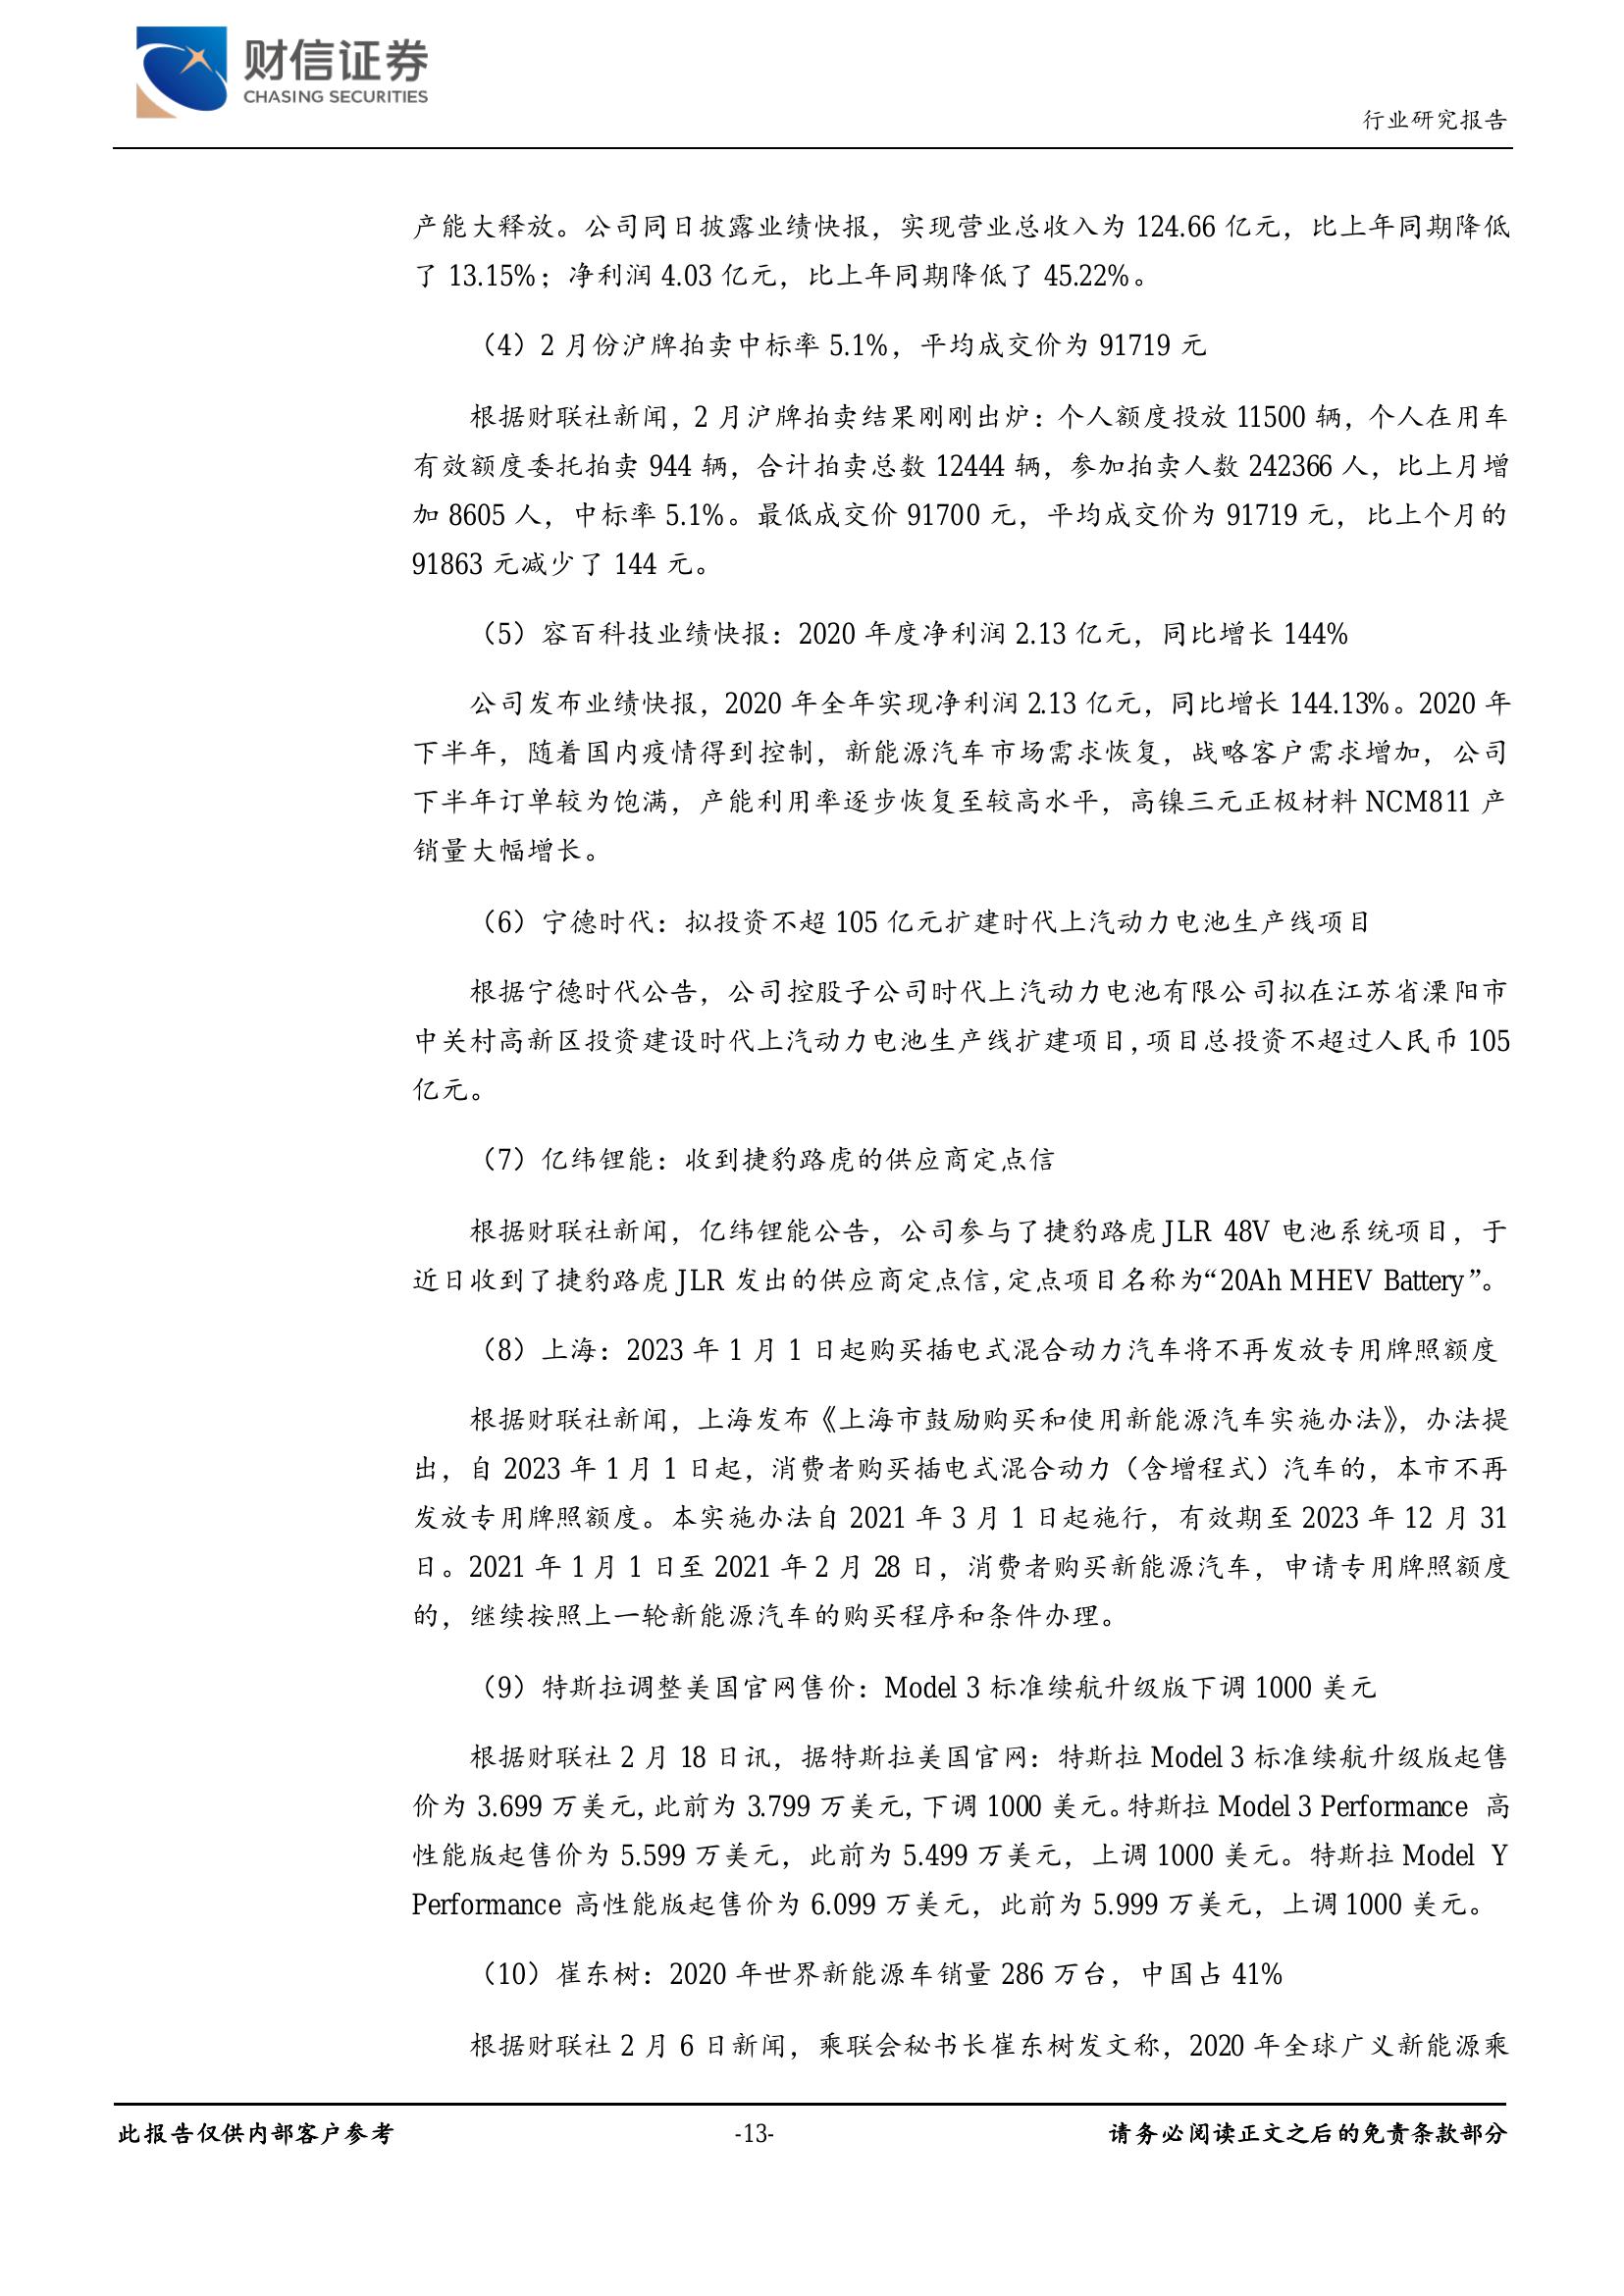 财信证券
CHASING SECURITIES
行业研究报告
产能大释放。公司同日披露业绩快报，实现营业总收入为 124.66 亿元，比上年同期降低
了 13.15%；净利润 4.03 亿元，比上年同期降低了 45.22%。
（4）2 月份沪牌拍卖中标率 5.1%，平均成交价为 91719 元
根据财联社新闻，2 月沪牌拍卖结果刚刚出炉：个人额度投放 11500 辆，个人在用车
有效额度委托拍卖 944 辆，合计拍卖总数 12444 辆，参加拍卖人数 242366 人，比上月增
加 8605 人，中标率 5.1%。最低成交价 91700 元，平均成交价为 91719 元，比上个月的
91863 元减少了 144 元。
（5）容百科技业绩快报：2020 年度净利润 2.13 亿元，同比增长 144%
公司发布业绩快报，2020 年全年实现净利润 2.13 亿元，同比增长 144.13%。2020 年
下半年，随着国内疫情得到控制，新能源汽车市场需求恢复，战略客户需求增加，公司
下半年订单较为饱满，产能利用率逐步恢复至较高水平，高镍三元正极材料 NCM811 产
销量大幅增长。
（6）宁德时代：拟投资不超 105 亿元扩建时代上汽动力电池生产线项目
根据宁德时代公告，公司控股子公司时代上汽动力电池有限公司拟在江苏省溧阳市
中关村高新区投资建设时代上汽动力电池生产线扩建项目，项目总投资不超过人民币 105
亿元。
（7）亿纬锂能：收到捷豹路虎的供应商定点信
根据财联社新闻，亿纬锂能公告，公司参与了捷豹路虎 JLR 48V 电池系统项目，于
近日收到了捷豹路虎 JLR 发出的供应商定点信，定点项目名称为“20Ah MHEV Battery”。
（8）上海：2023 年 1 月 1 日起购买插电式混合动力汽车将不再发放专用牌照额度
根据财联社新闻，上海发布《上海市鼓励购买和使用新能源汽车实施办法》，办法提
出，自 2023 年 1 月 1 日起，消费者购买插电式混合动力（含增程式）汽车的，本市不再
发放专用牌照额度。本实施办法自 2021 年 3 月 1 日起施行，有效期至 2023 年 12 月 31
日。2021 年 1 月 1 日至 2021 年 2 月 28 日，消费者购买新能源汽车，申请专用牌照额度
的，继续按照上一轮新能源汽车的购买程序和条件办理。
（9）特斯拉调整美国官网售价：Model 3 标准续航升级版下调 1000 美元
根据财联社 2 月 18 日讯，据特斯拉美国官网：特斯拉 Model 3 标准续航升级版起售
价为 3.699 万美元，此前为 3.799 万美元，下调 1000 美元。特斯拉 Model 3 Performance 高
性能版起售价为 5.599 万美元，此前为 5.499 万美元，上调 1000 美元。特斯拉 Model Y
Performance 高性能版起售价为 6.099 万美元，此前为 5.999 万美元，上调 1000 美元。
（10）崔东树：2020 年世界新能源车销量 286 万台，中国占 41%
根据财联社 2 月 6 日新闻，乘联会秘书长崔东树发文称，2020 年全球广义新能源乘
此报告仅供内部客户参考
-13-
请务必阅读正文之后的免责条款部分